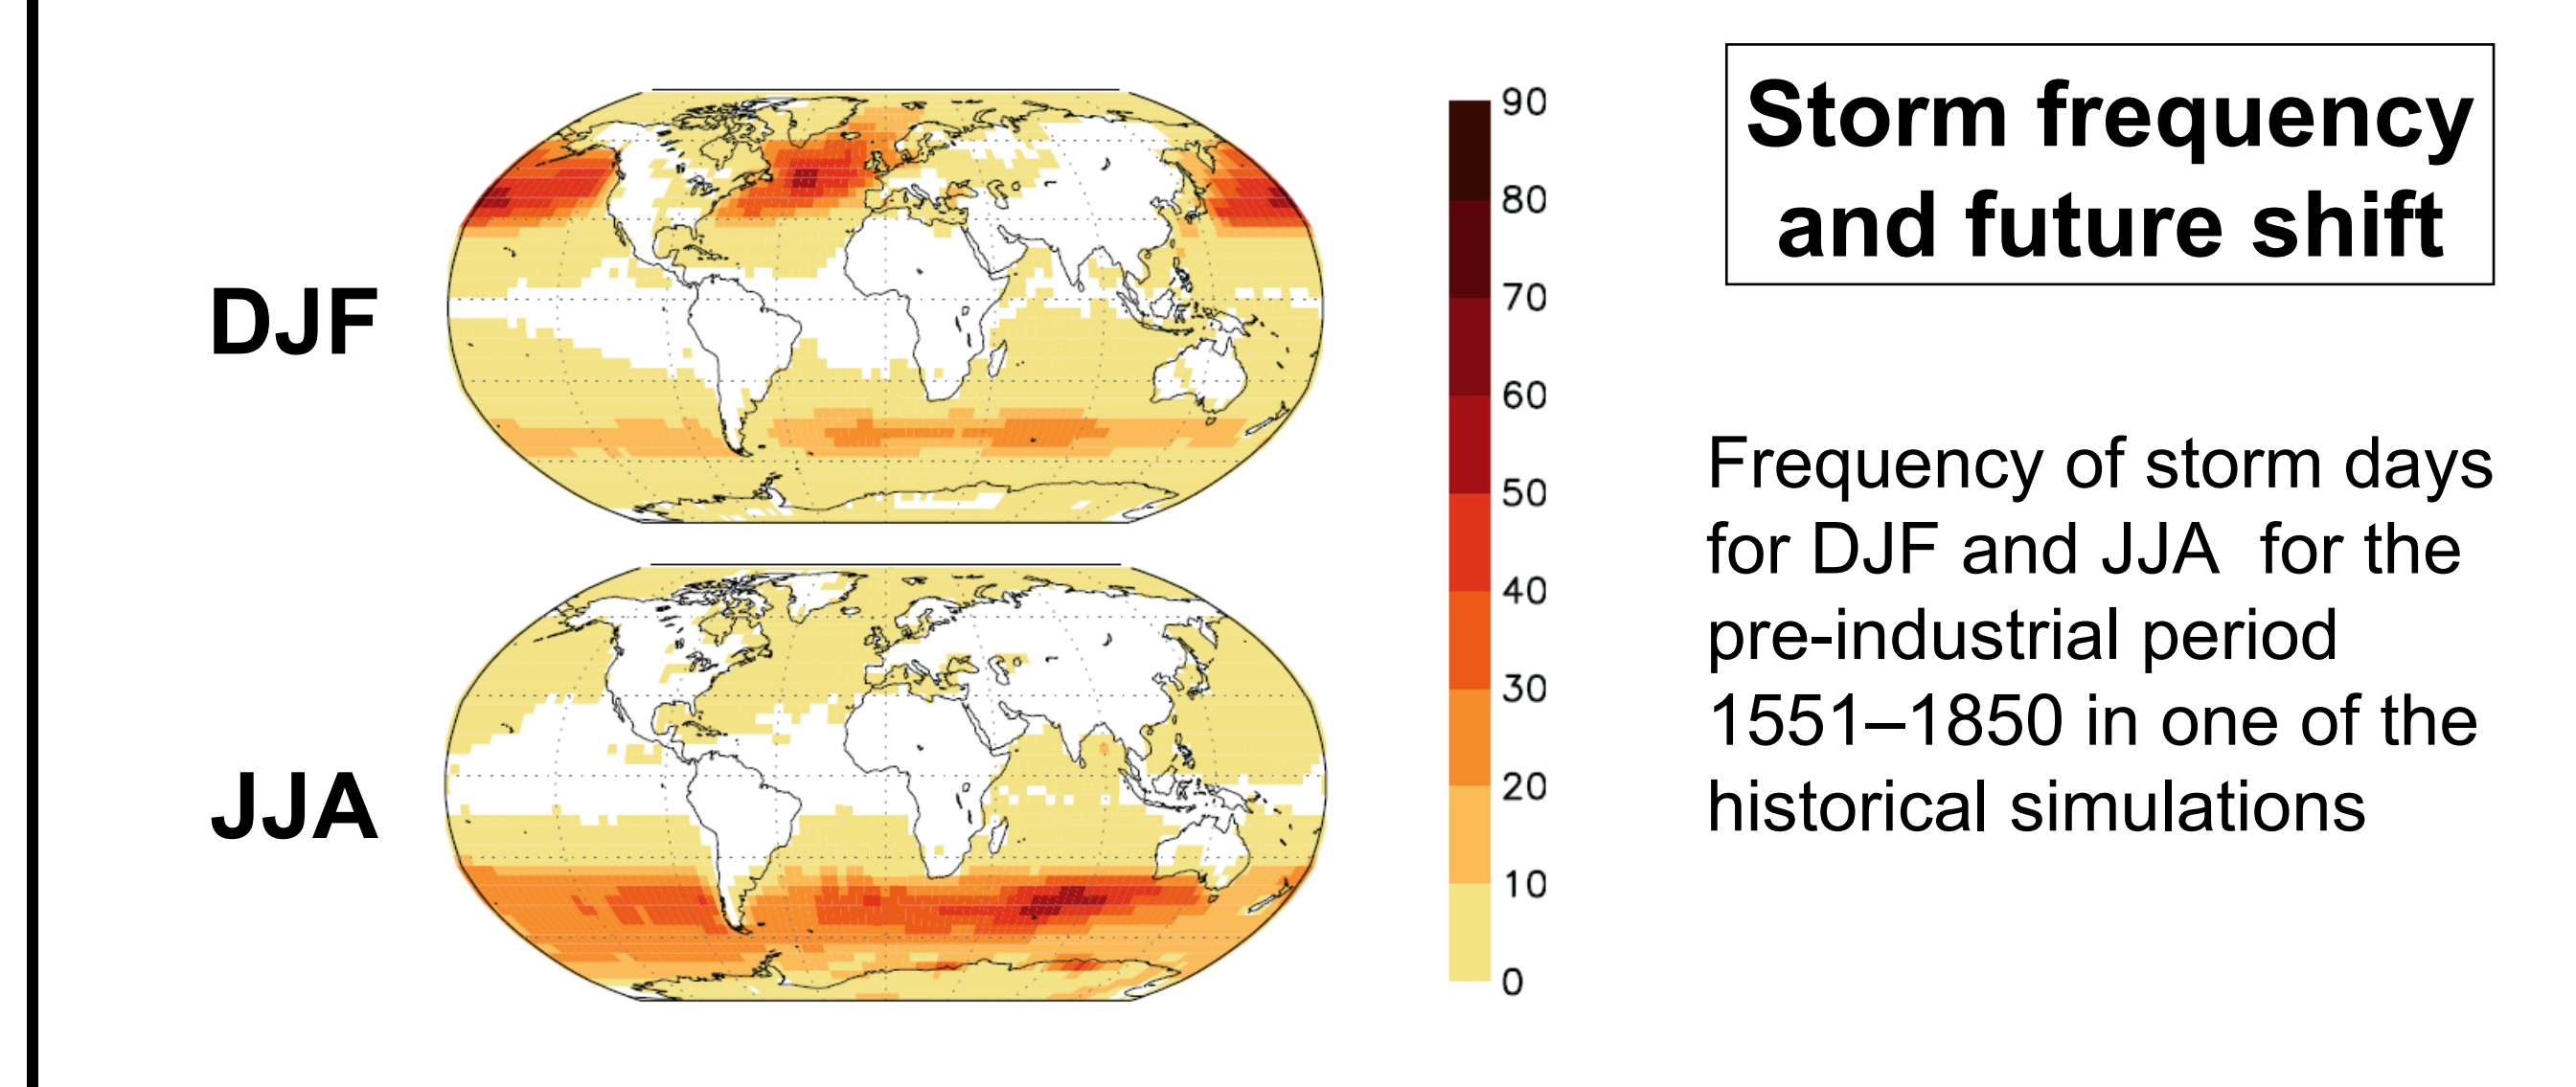 Storm frequency
and future shift
DJF
JJA
90
80
70
60
50
40
30
20
10
0
Frequency of storm days
for DJF and JJA  for the
pre-industrial period
1551–1850 in one of the
historical simulations